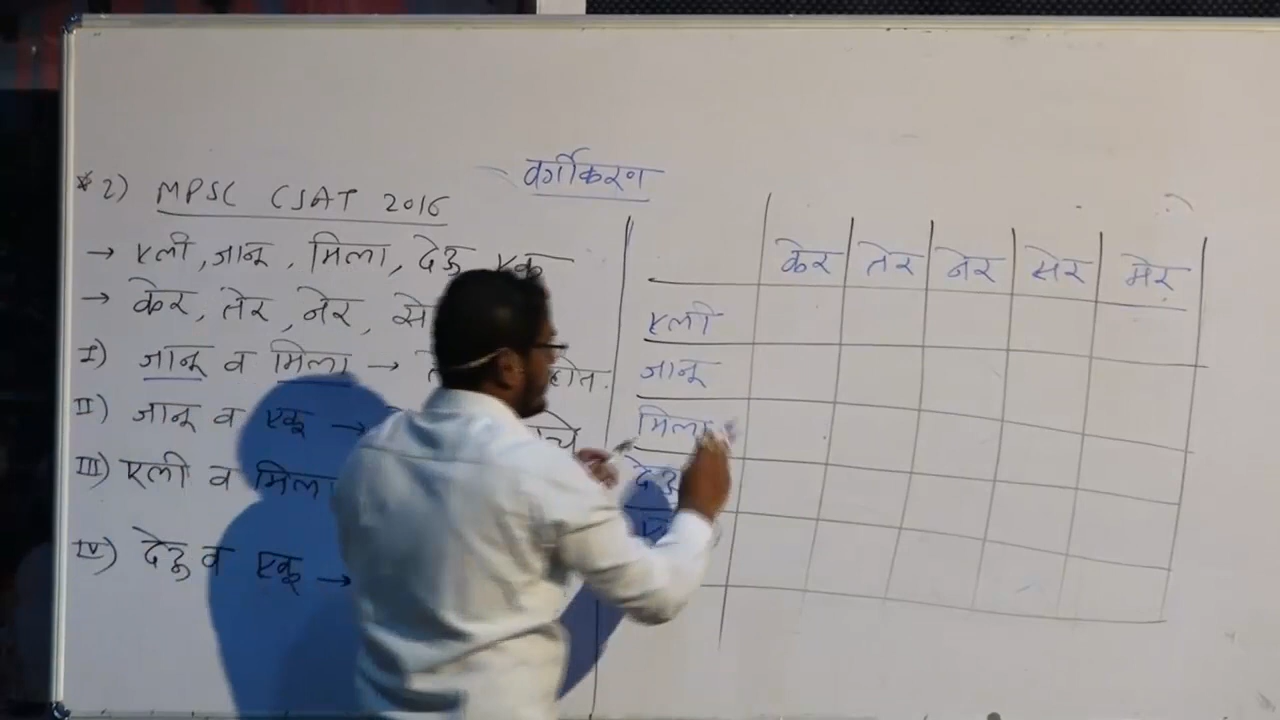 वर्गीकरण
* 2) MPSC CSAT 2016
→ एली, जानू, मिला, देऊ एकू
→ केर, तेर, नेर, से
I) जानू व मिला → होत.
II) जानू व एकू → चे
III) एली व मिला
IV) देऊ व एकू →
केर तेर नेर सेर मेर
एली
जानू
मिला
देऊ